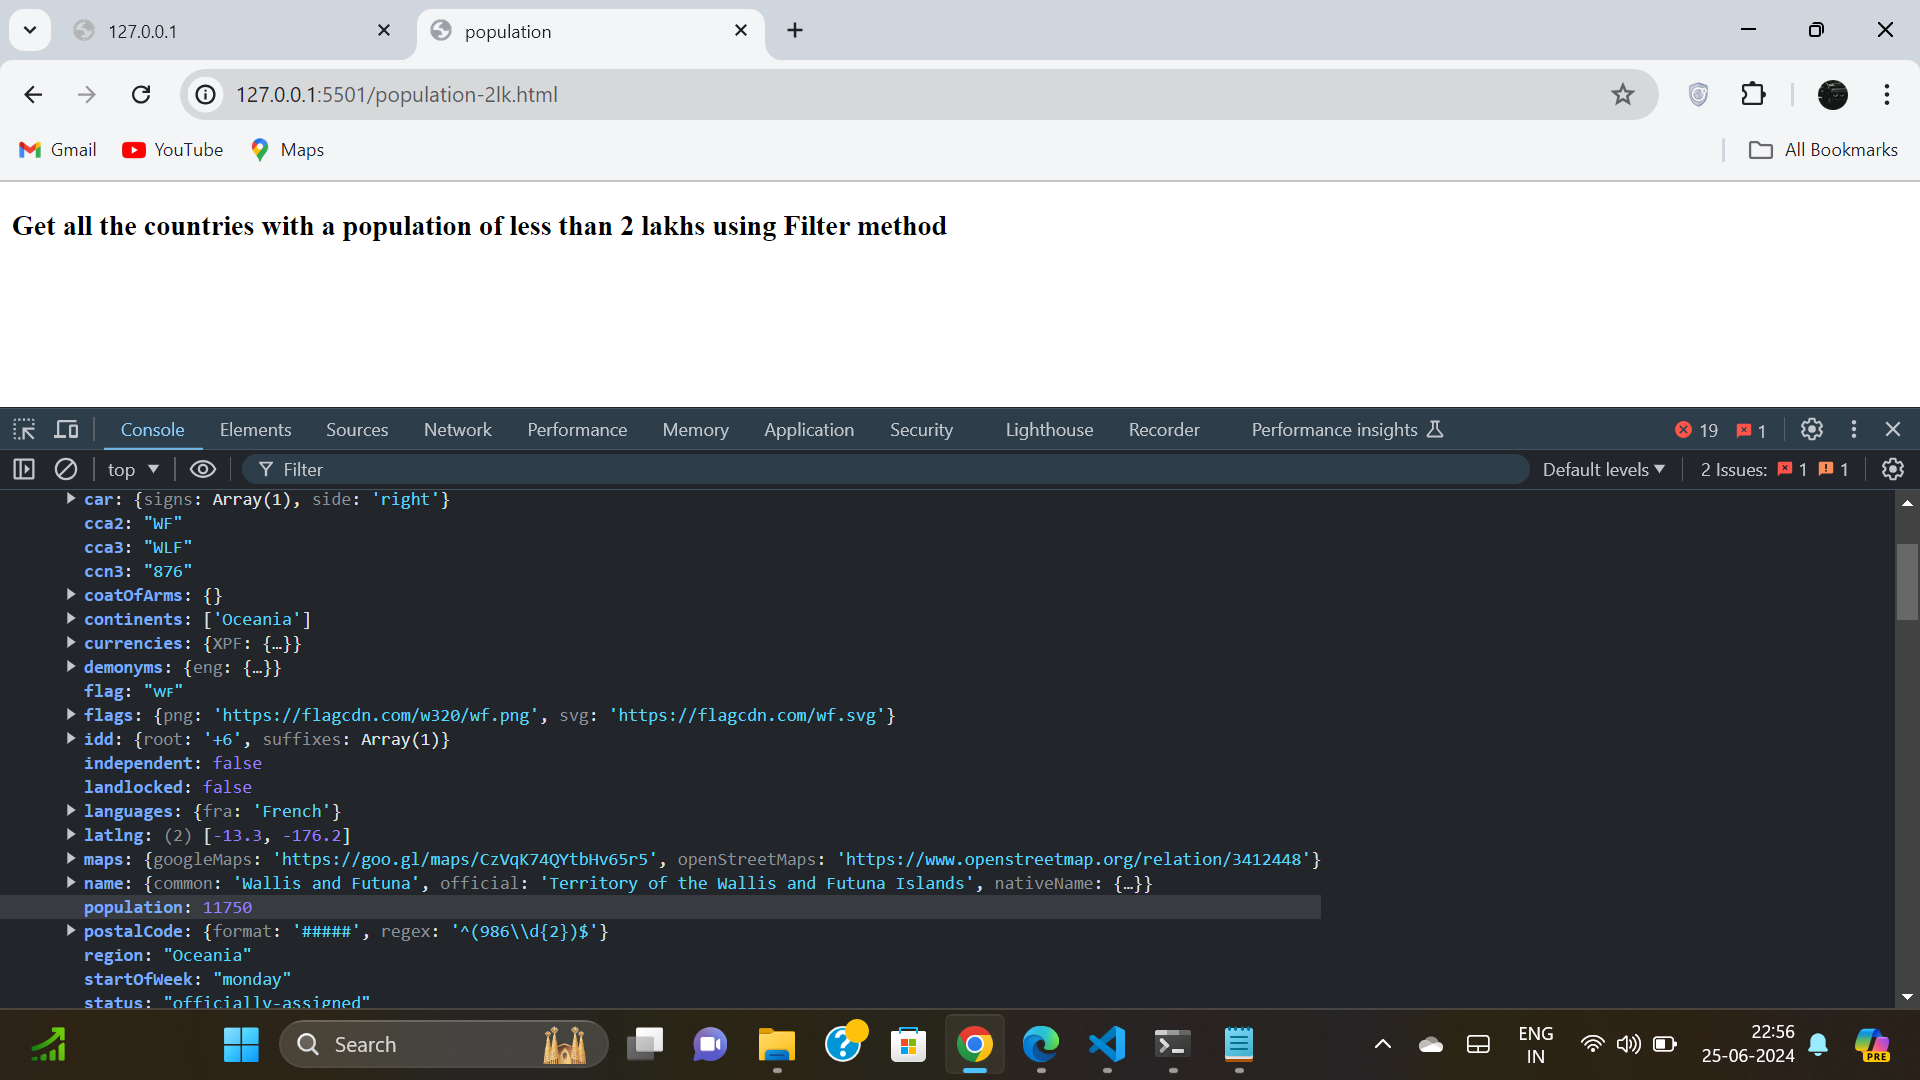 127.0.0.1
population
127.0.0.1:5501/population-2lk.html
Gmail YouTube Maps All Bookmarks
Get all the countries with a population of less than 2 lakhs using Filter method
Console Elements Sources Network Performance Memory Application Security Lighthouse Recorder Performance insights 19 1
top Filter Default levels 2 Issues: 1 1
car: {signs: Array(1), side: 'right'}
cca2: "WF"
cca3: "WLF"
ccn3: "876"
coatOfArms: {}
continents: ['Oceania']
currencies: {XPF: {…}}
demonyms: {eng: {…}}
flag: "🇼🇫"
flags: {png: 'https://flagcdn.com/w320/wf.png', svg: 'https://flagcdn.com/wf.svg'}
idd: {root: '+6', suffixes: Array(1)}
independent: false
landlocked: false
languages: {fra: 'French'}
latlng: (2) [-13.3, -176.2]
maps: {googleMaps: 'https://goo.gl/maps/CzVqK74QYtbHv65r5', openStreetMaps: 'https://www.openstreetmap.org/relation/3412448'}
name: {common: 'Wallis and Futuna', official: 'Territory of the Wallis and Futuna Islands', nativeName: {…}}
population: 11750
postalCode: {format: '#####', regex: '^(986\\d{2})$'}
region: "Oceania"
startOfWeek: "monday"
status: "officially-assigned"
Search
ENG
IN
22:56
25-06-2024
PRE